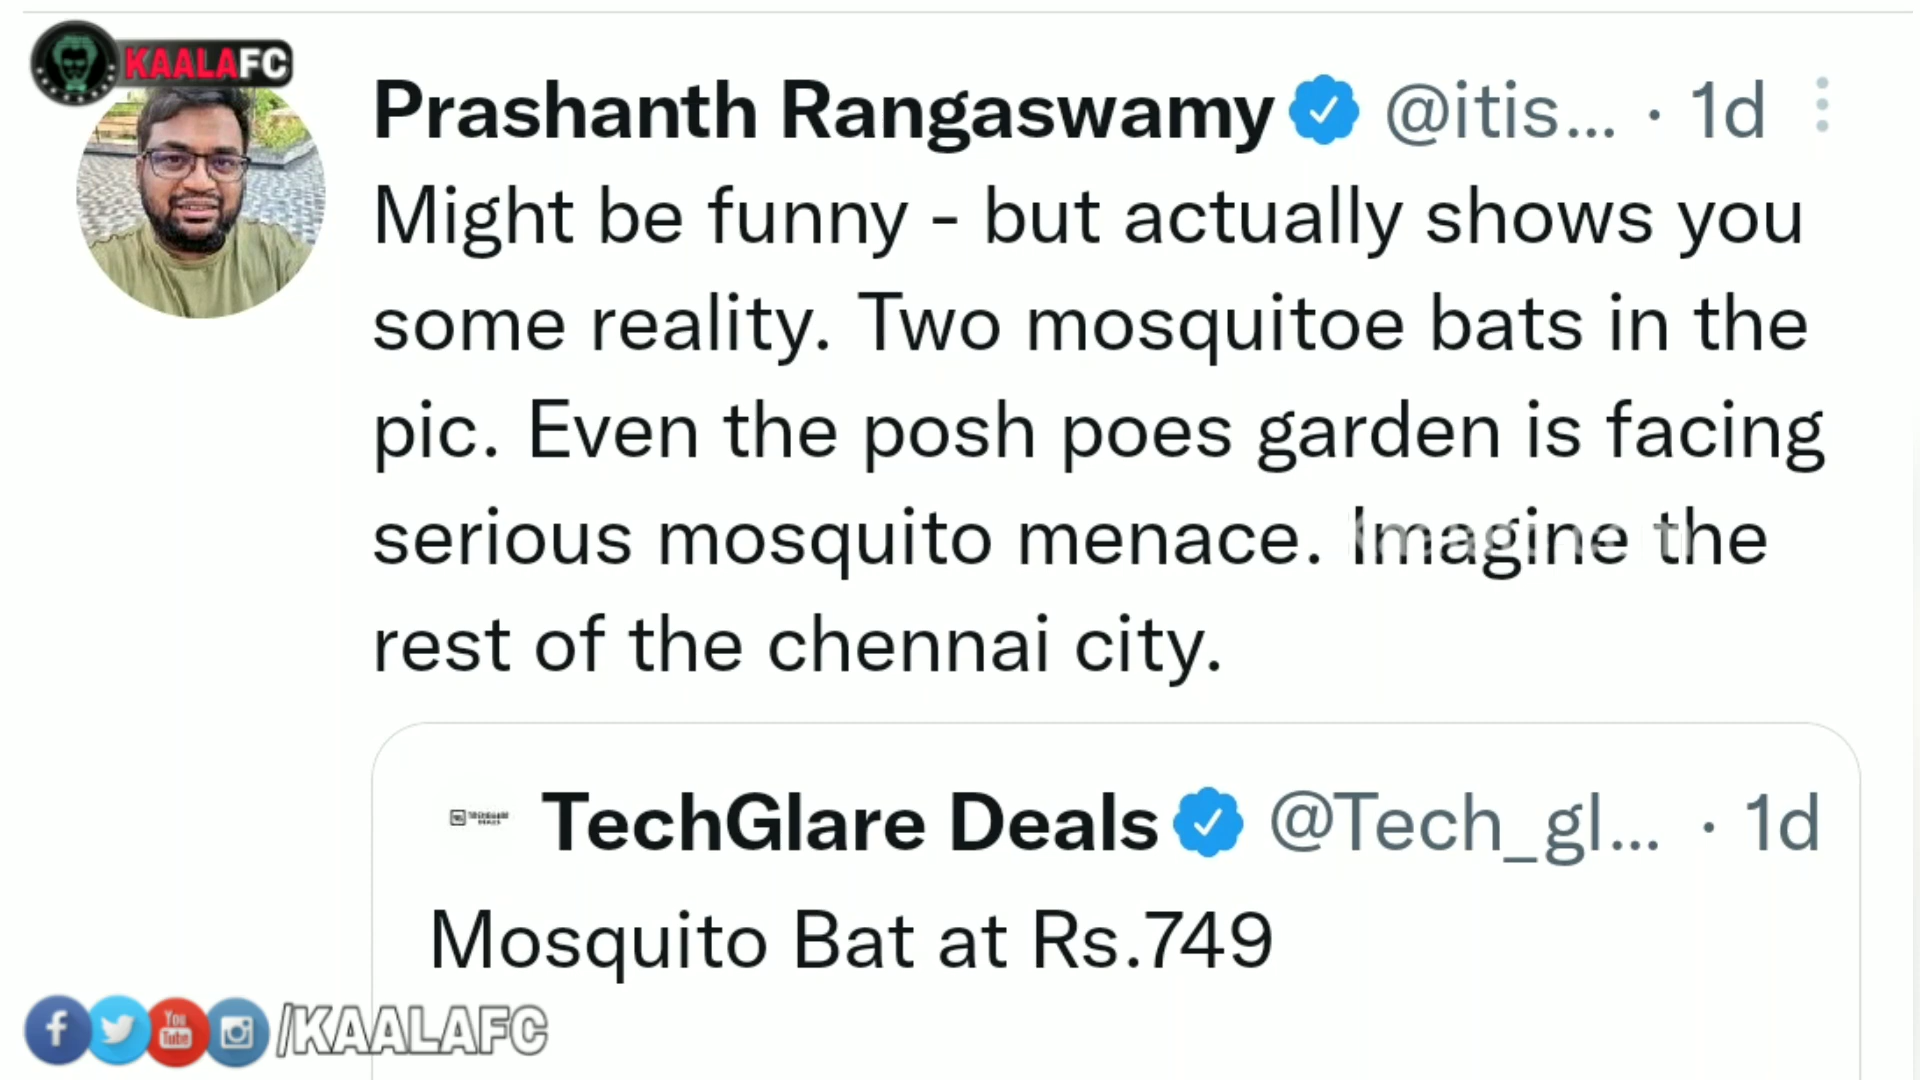 KAALAFC
Prashanth Rangaswamy @itis... · 1d
Might be funny - but actually shows you
some reality. Two mosquitoe bats in the
pic. Even the posh poes garden is facing
serious mosquito menace. Imagine the
rest of the chennai city.
TechGlare Deals @Tech_gl... · 1d
Mosquito Bat at Rs.749
You
Tube
/KAALAFC